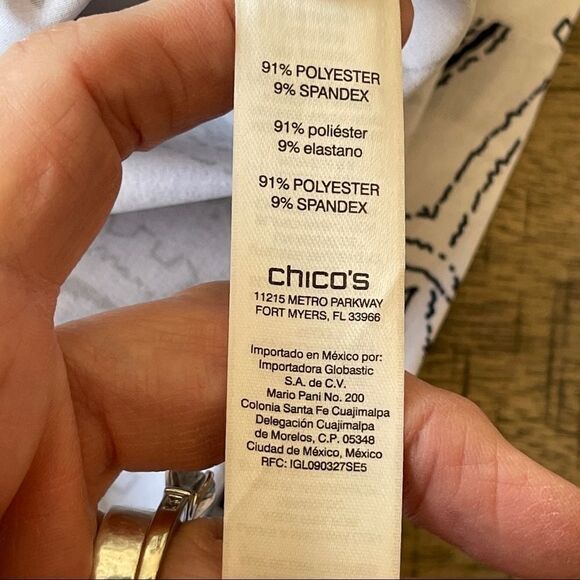 91% POLYESTER
9% SPANDEX
91% poliéster
9% elastano
91% POLYESTER
9% SPANDEX
chico's
11215 METRO PARKWAY
FORT MYERS, FL 33966
Importado en México por:
Importadora Globastic
S.A. de C.V.
Mario Pani No. 200
Colonia Santa Fe Cuajimalpa
Delegación Cuajimalpa
de Morelos, C.P. 05348
Ciudad de México, México
RFC: IGL090327SE5